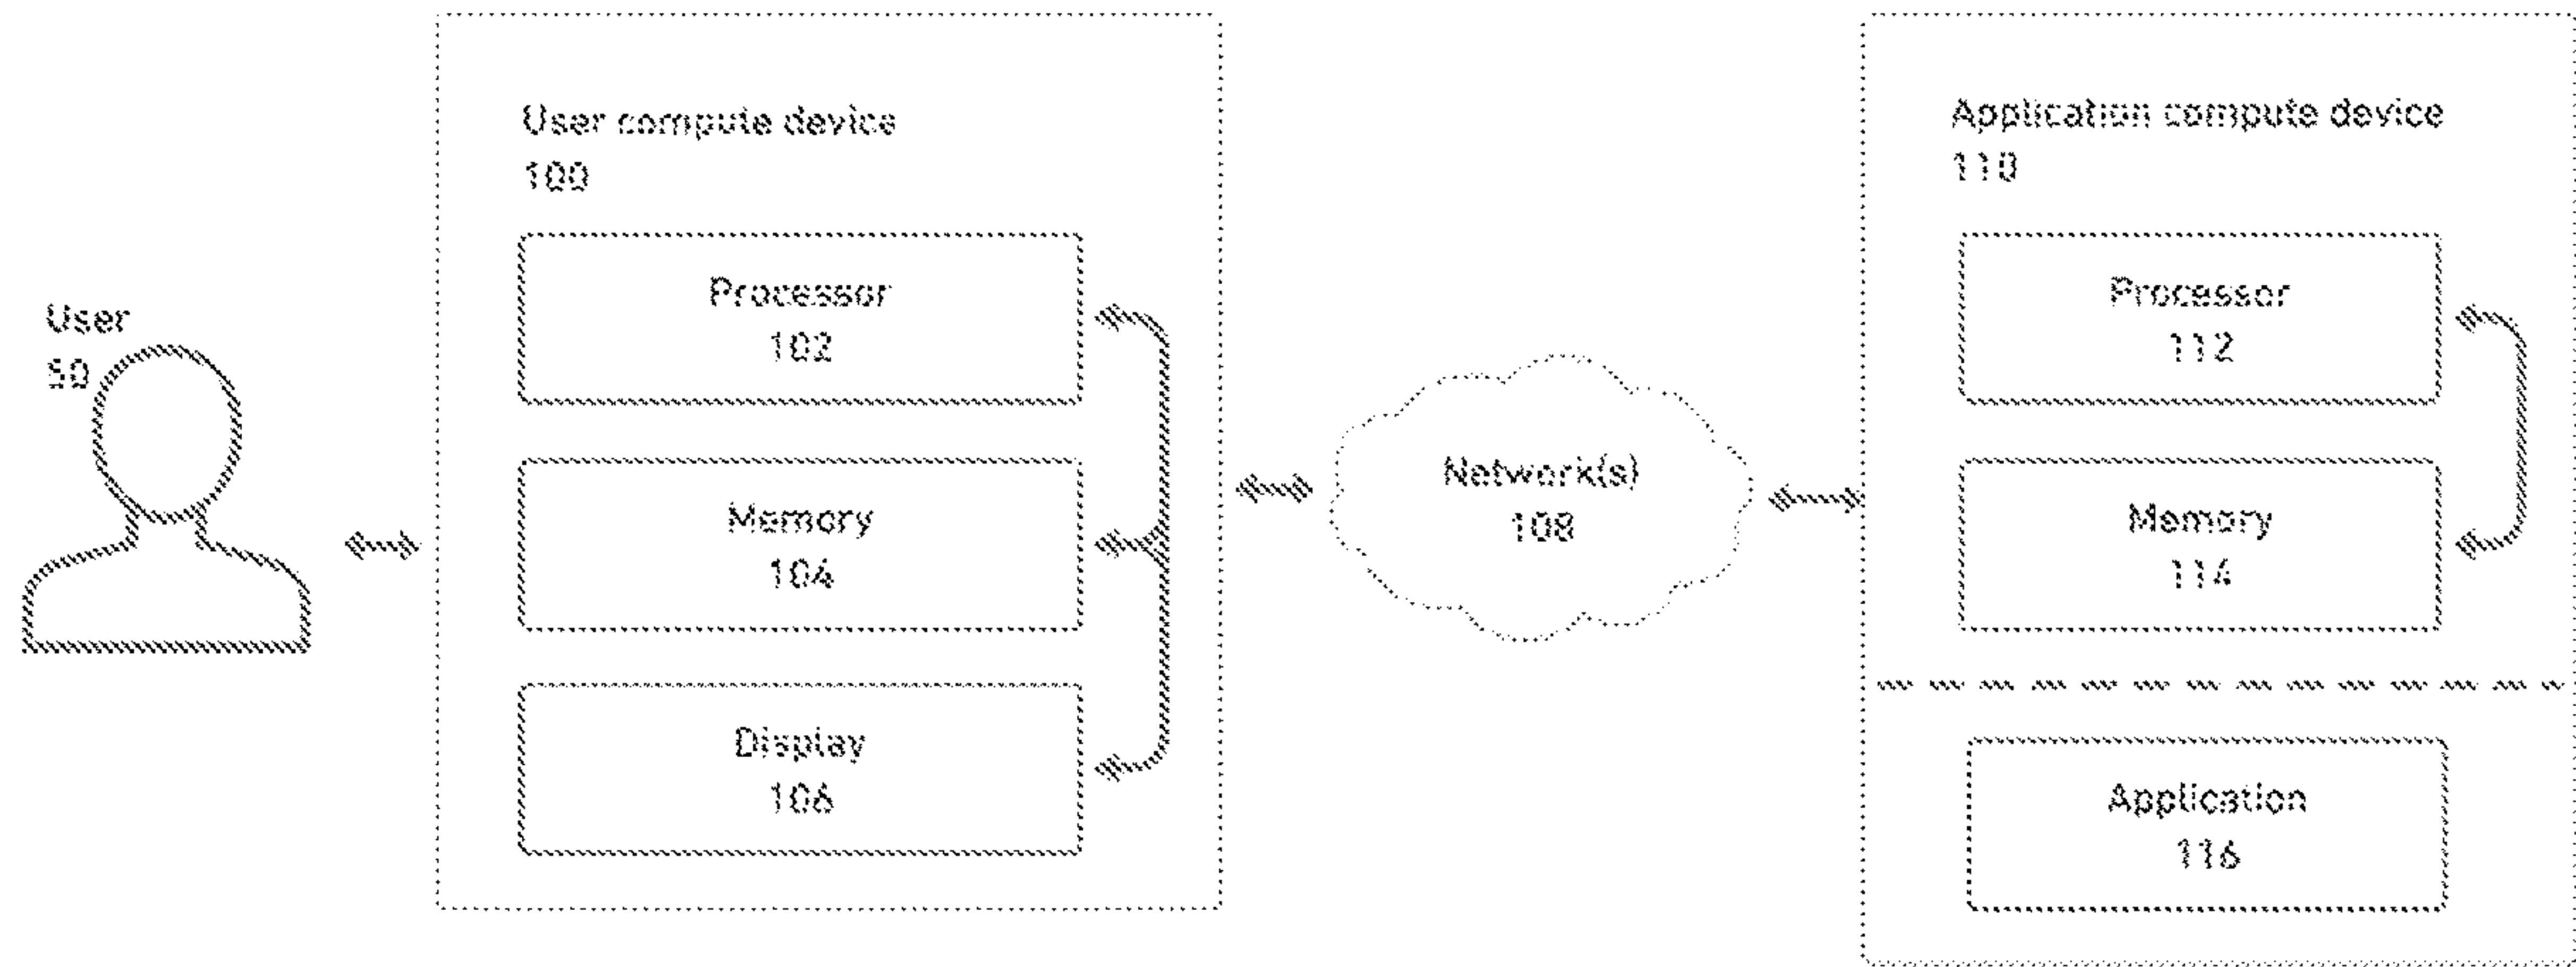 User
50
User compute device
100
Processor
102
Memory
104
Display
106
Network(s)
108
Application compute device
110
Processor
112
Memory
114
Application
116